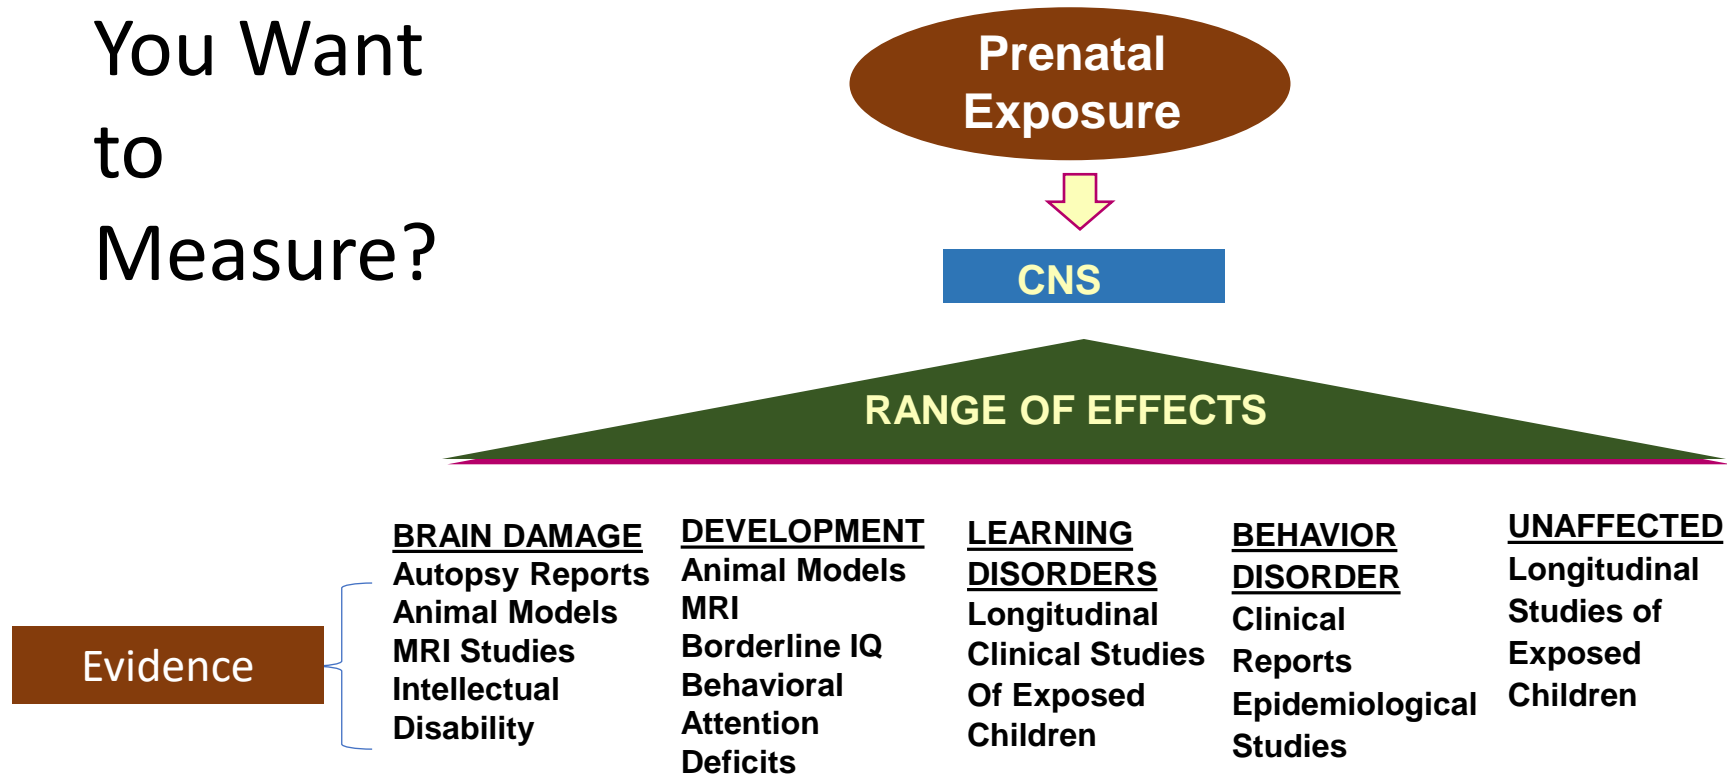 You Want
to
Measure?
Prenatal
Exposure
CNS
RANGE OF EFFECTS
Evidence
BRAIN DAMAGE
Autopsy Reports
Animal Models
MRI Studies
Intellectual
Disability
DEVELOPMENT
Animal Models
MRI
Borderline IQ
Behavioral
Attention
Deficits
LEARNING
DISORDERS
Longitudinal
Clinical Studies
Of Exposed
Children
BEHAVIOR
DISORDER
Clinical
Reports
Epidemiological
Studies
UNAFFECTED
Longitudinal
Studies of
Exposed
Children